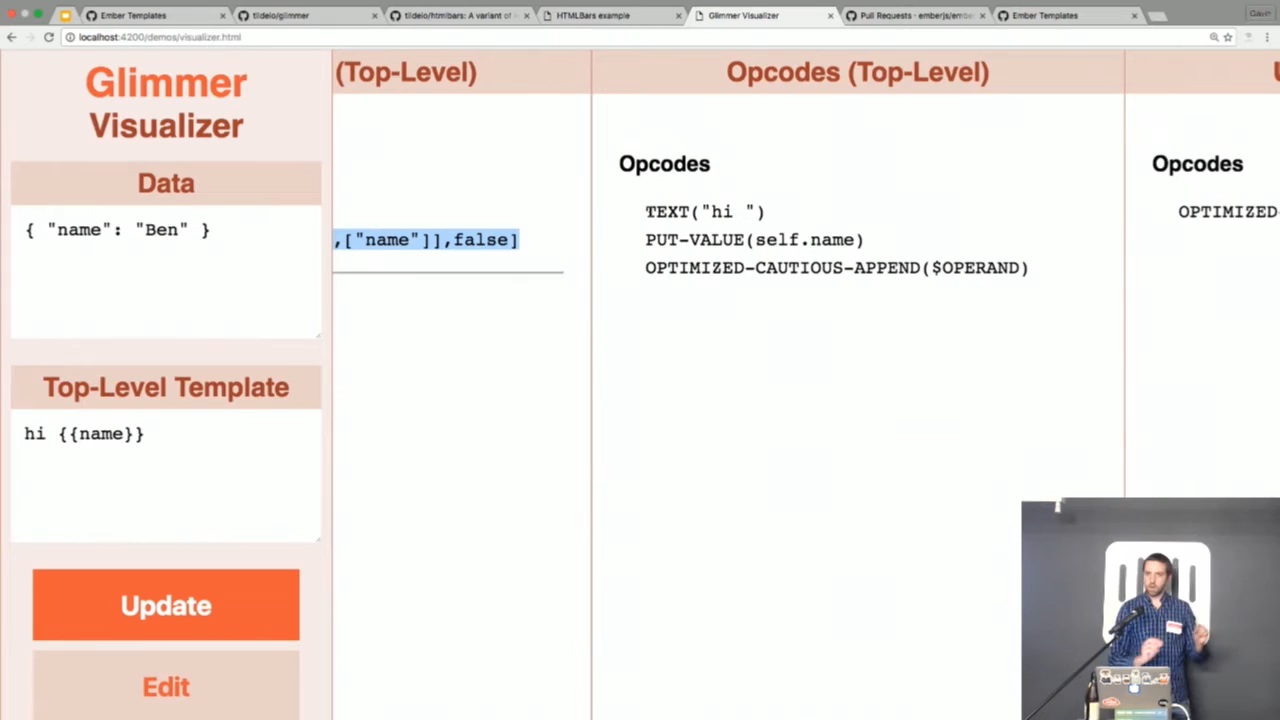 Ember Templates
tildeio/glimmer
tildeio/htmlbars: A variant of
HTMLBars example
Glimmer Visualizer
Pull Requests · emberjs/embe
Ember Templates
Gavin
localhost:4200/demos/visualizer.html
Glimmer
Visualizer
Data
{ "name": "Ben" }
Top-Level Template
hi {{name}}
Update
Edit
(Top-Level)
,["name"]],false]
Opcodes (Top-Level)
Opcodes
TEXT("hi ")
PUT-VALUE(self.name)
OPTIMIZED-CAUTIOUS-APPEND($OPERAND)
Opcodes
OPTIMIZED-